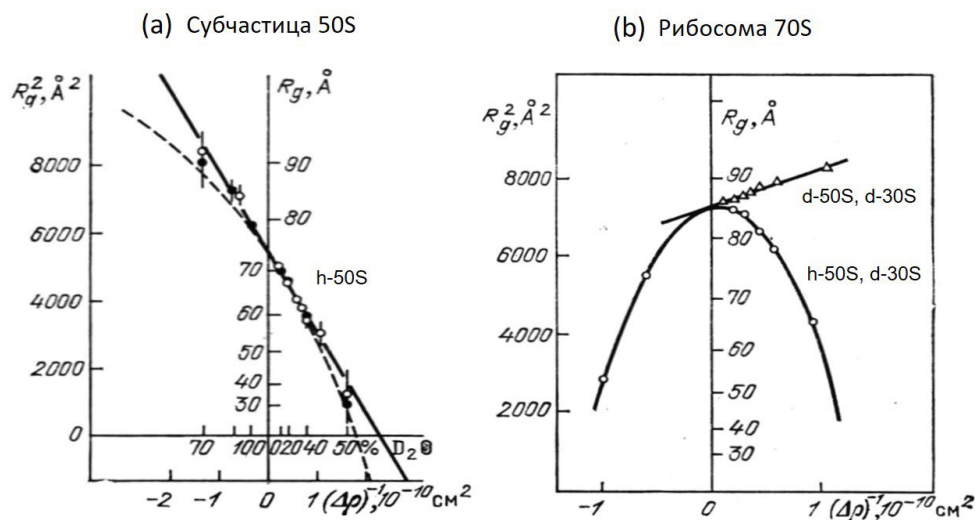 (a) Субчастица 50S
R_g^2, Å^2
R_g, Å
8000
6000
4000
2000
0
90
80
70
60
50
40
30
h-50S
70 100 0 20 40 50% D₂O
-2 -1 0 1 (Δρ)^-1, 10^-10 см^2
(b) Рибосома 70S
R_g^2, Å^2
R_g, Å
8000
6000
4000
2000
90
80
70
60
50
40
30
d-50S, d-30S
h-50S, d-30S
-1 0 1 (Δρ)^-1, 10^-10 см^2